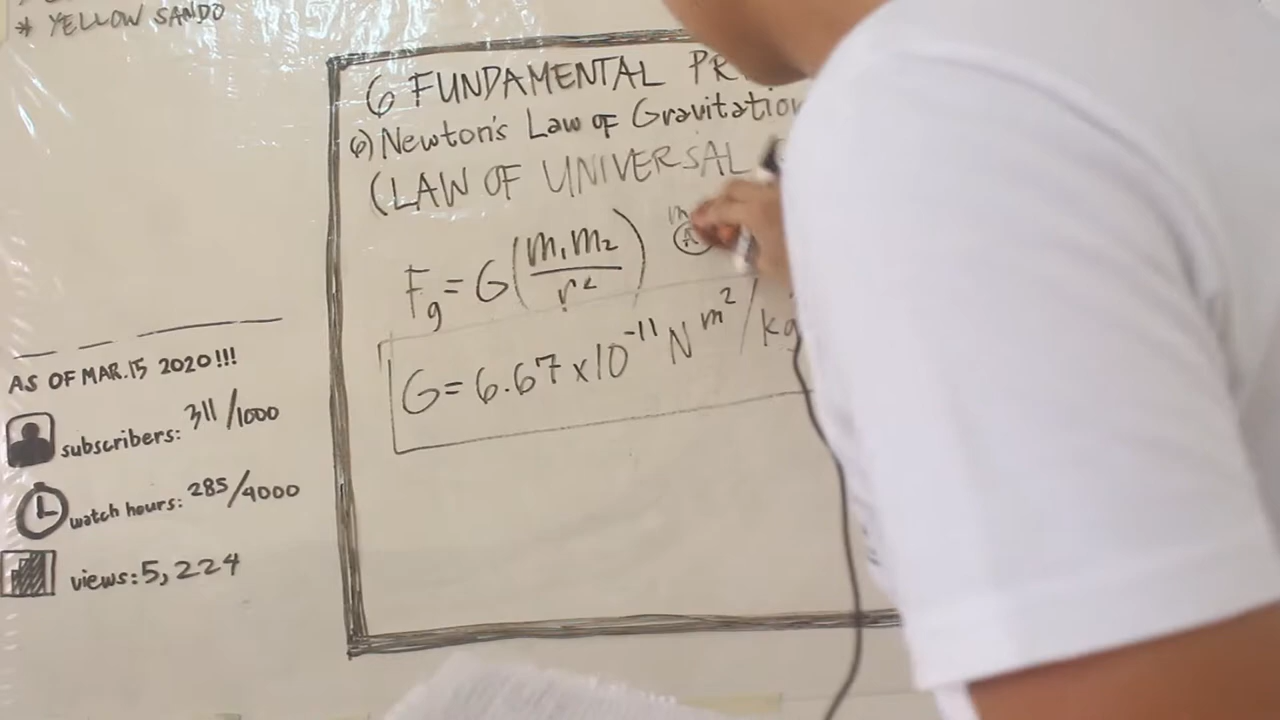 * YELLOW SANDO
6 FUNDAMENTAL PR
6) Newton's Law of Gravitation
(LAW OF UNIVERSAL
F_g = G(m₁m₂/r²)
m
A
G = 6.67 x 10⁻¹¹ N m²/kg
AS OF MAR.15 2020!!!
subscribers: 311/1000
watch hours: 285/4000
views: 5,224